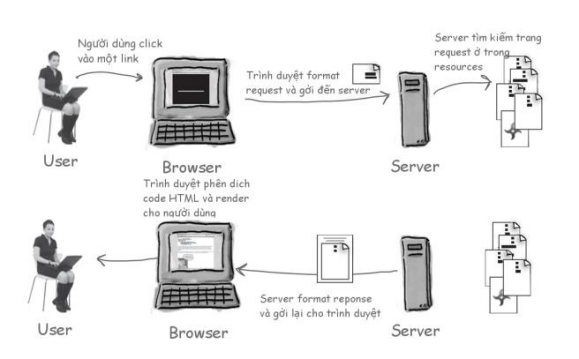 Người dùng click
vào một link
Trình duyệt format
request và gởi đến server
Server tìm kiếm trang
request ở trong
resources
User
Browser
Server
Trình duyệt phên dich
code HTML và render
cho người dùng
Server format reponse
và gởi lại cho trình duyệt
User
Browser
Server